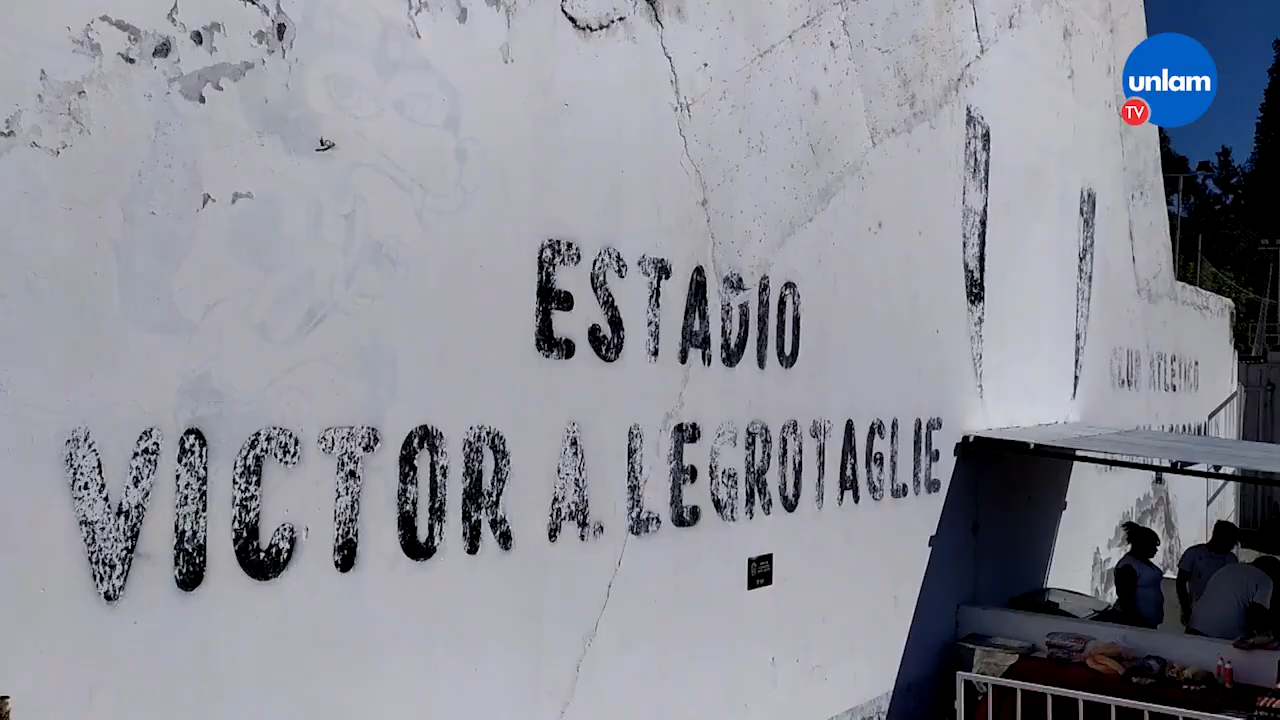 unlam
TV
ESTADIO
VICTOR A. LEGROTAGLIE
CLUB ATLETICO